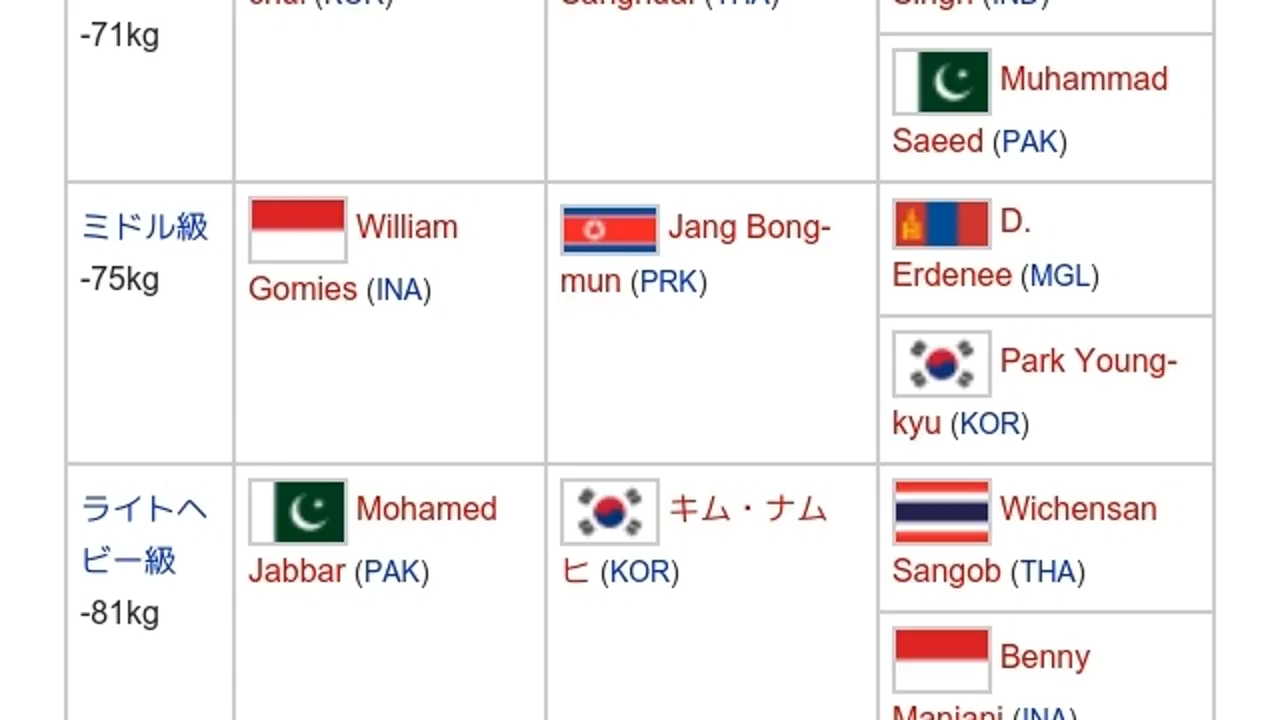 -71kg
Muhammad
Saeed (PAK)
ミドル級
-75kg
William
Gomies (INA)
Jang Bong-
mun (PRK)
D.
Erdenee (MGL)
Park Young-
kyu (KOR)
ライトヘ
ビー級
-81kg
Mohamed
Jabbar (PAK)
キム・ナム
ヒ (KOR)
Wichensan
Sangob (THA)
Benny